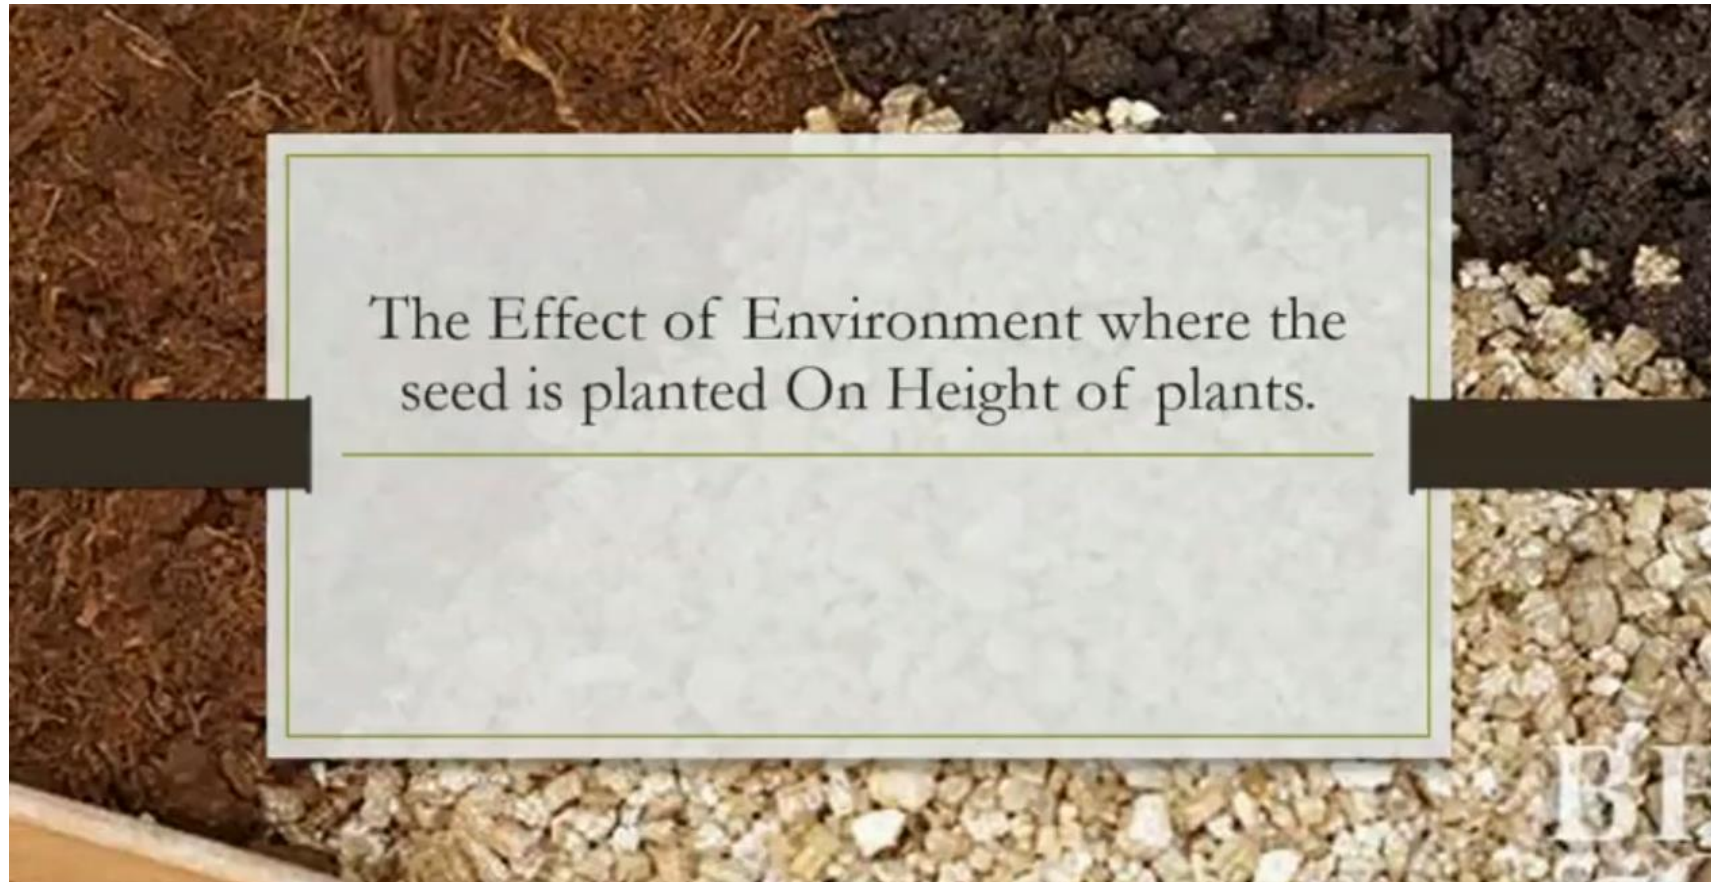 The Effect of Environment where the
seed is planted On Height of plants.